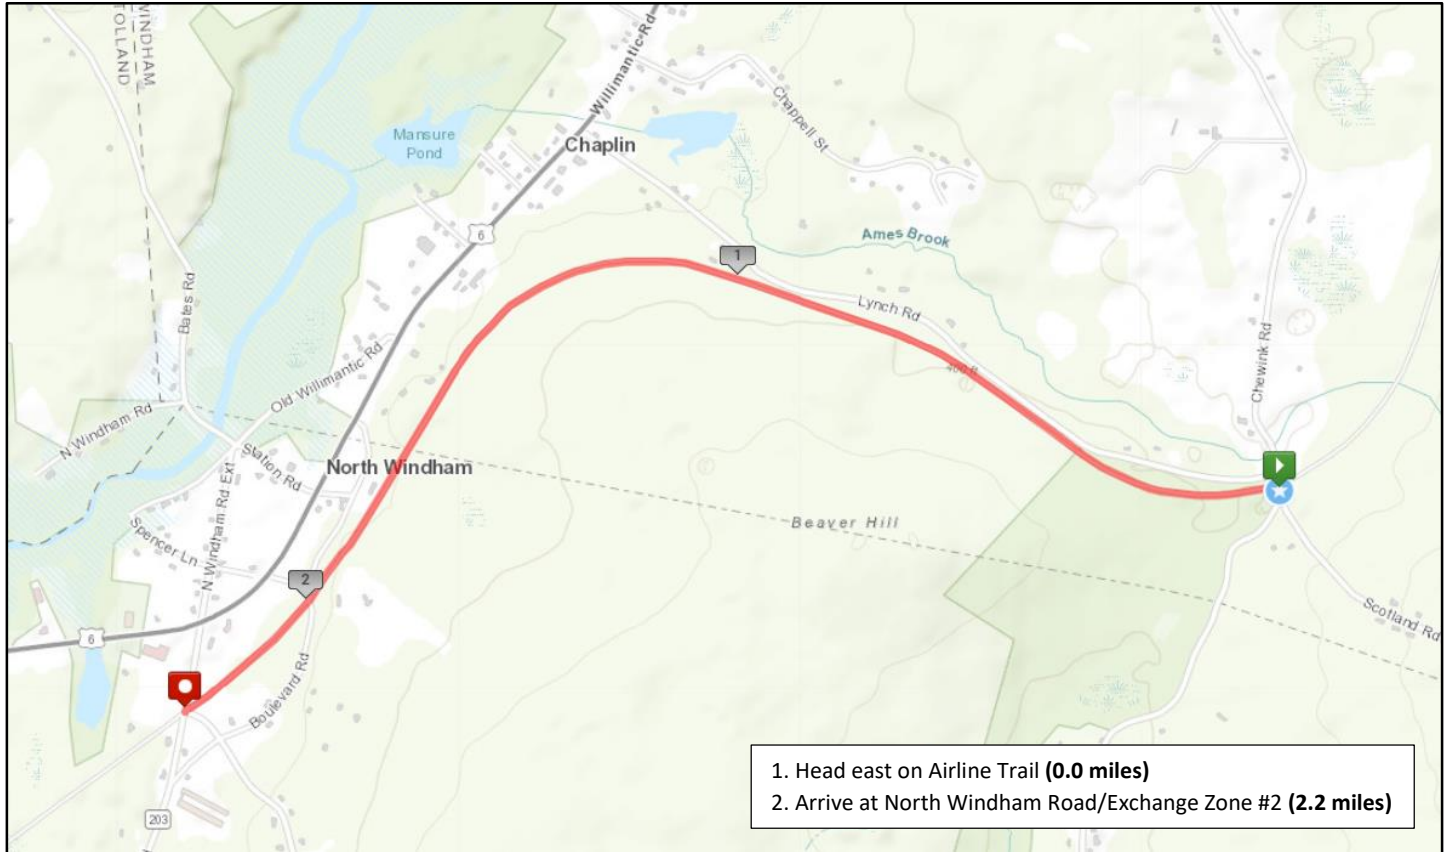 WINDHAM
TOLLAND
Willimantic Rd
Mansure
Pond
Chaplin
Chappell St
6
Ames Brook
1
Bates Rd
Lynch Rd
Chewink Rd
Old Willimantic Rd
460 ft
N Windham Rd
Station Rd
North Windham
N Windham Rd Ext
Beaver Hill
Spencer Ln
2
Scotland Rd
6
Boulevard Rd
203
1. Head east on Airline Trail (0.0 miles)
2. Arrive at North Windham Road/Exchange Zone #2 (2.2 miles)